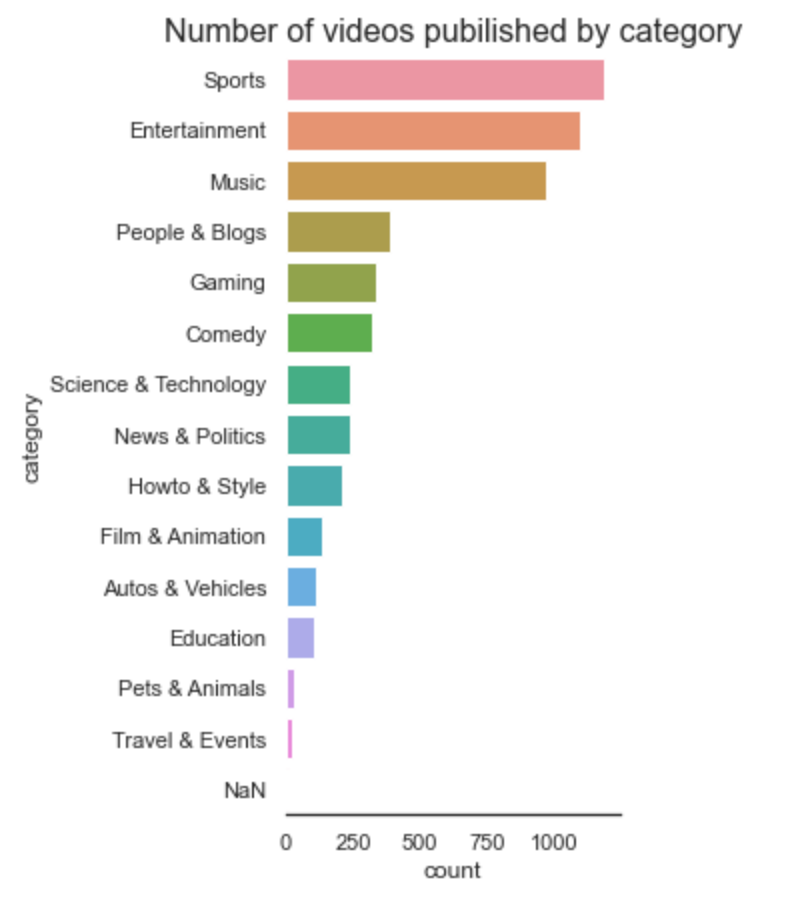 Number of videos pubilished by category
Sports
Entertainment
Music
People & Blogs
Gaming
Comedy
Science & Technology
News & Politics
Howto & Style
Film & Animation
Autos & Vehicles
Education
Pets & Animals
Travel & Events
NaN
category
0 250 500 750 1000
count